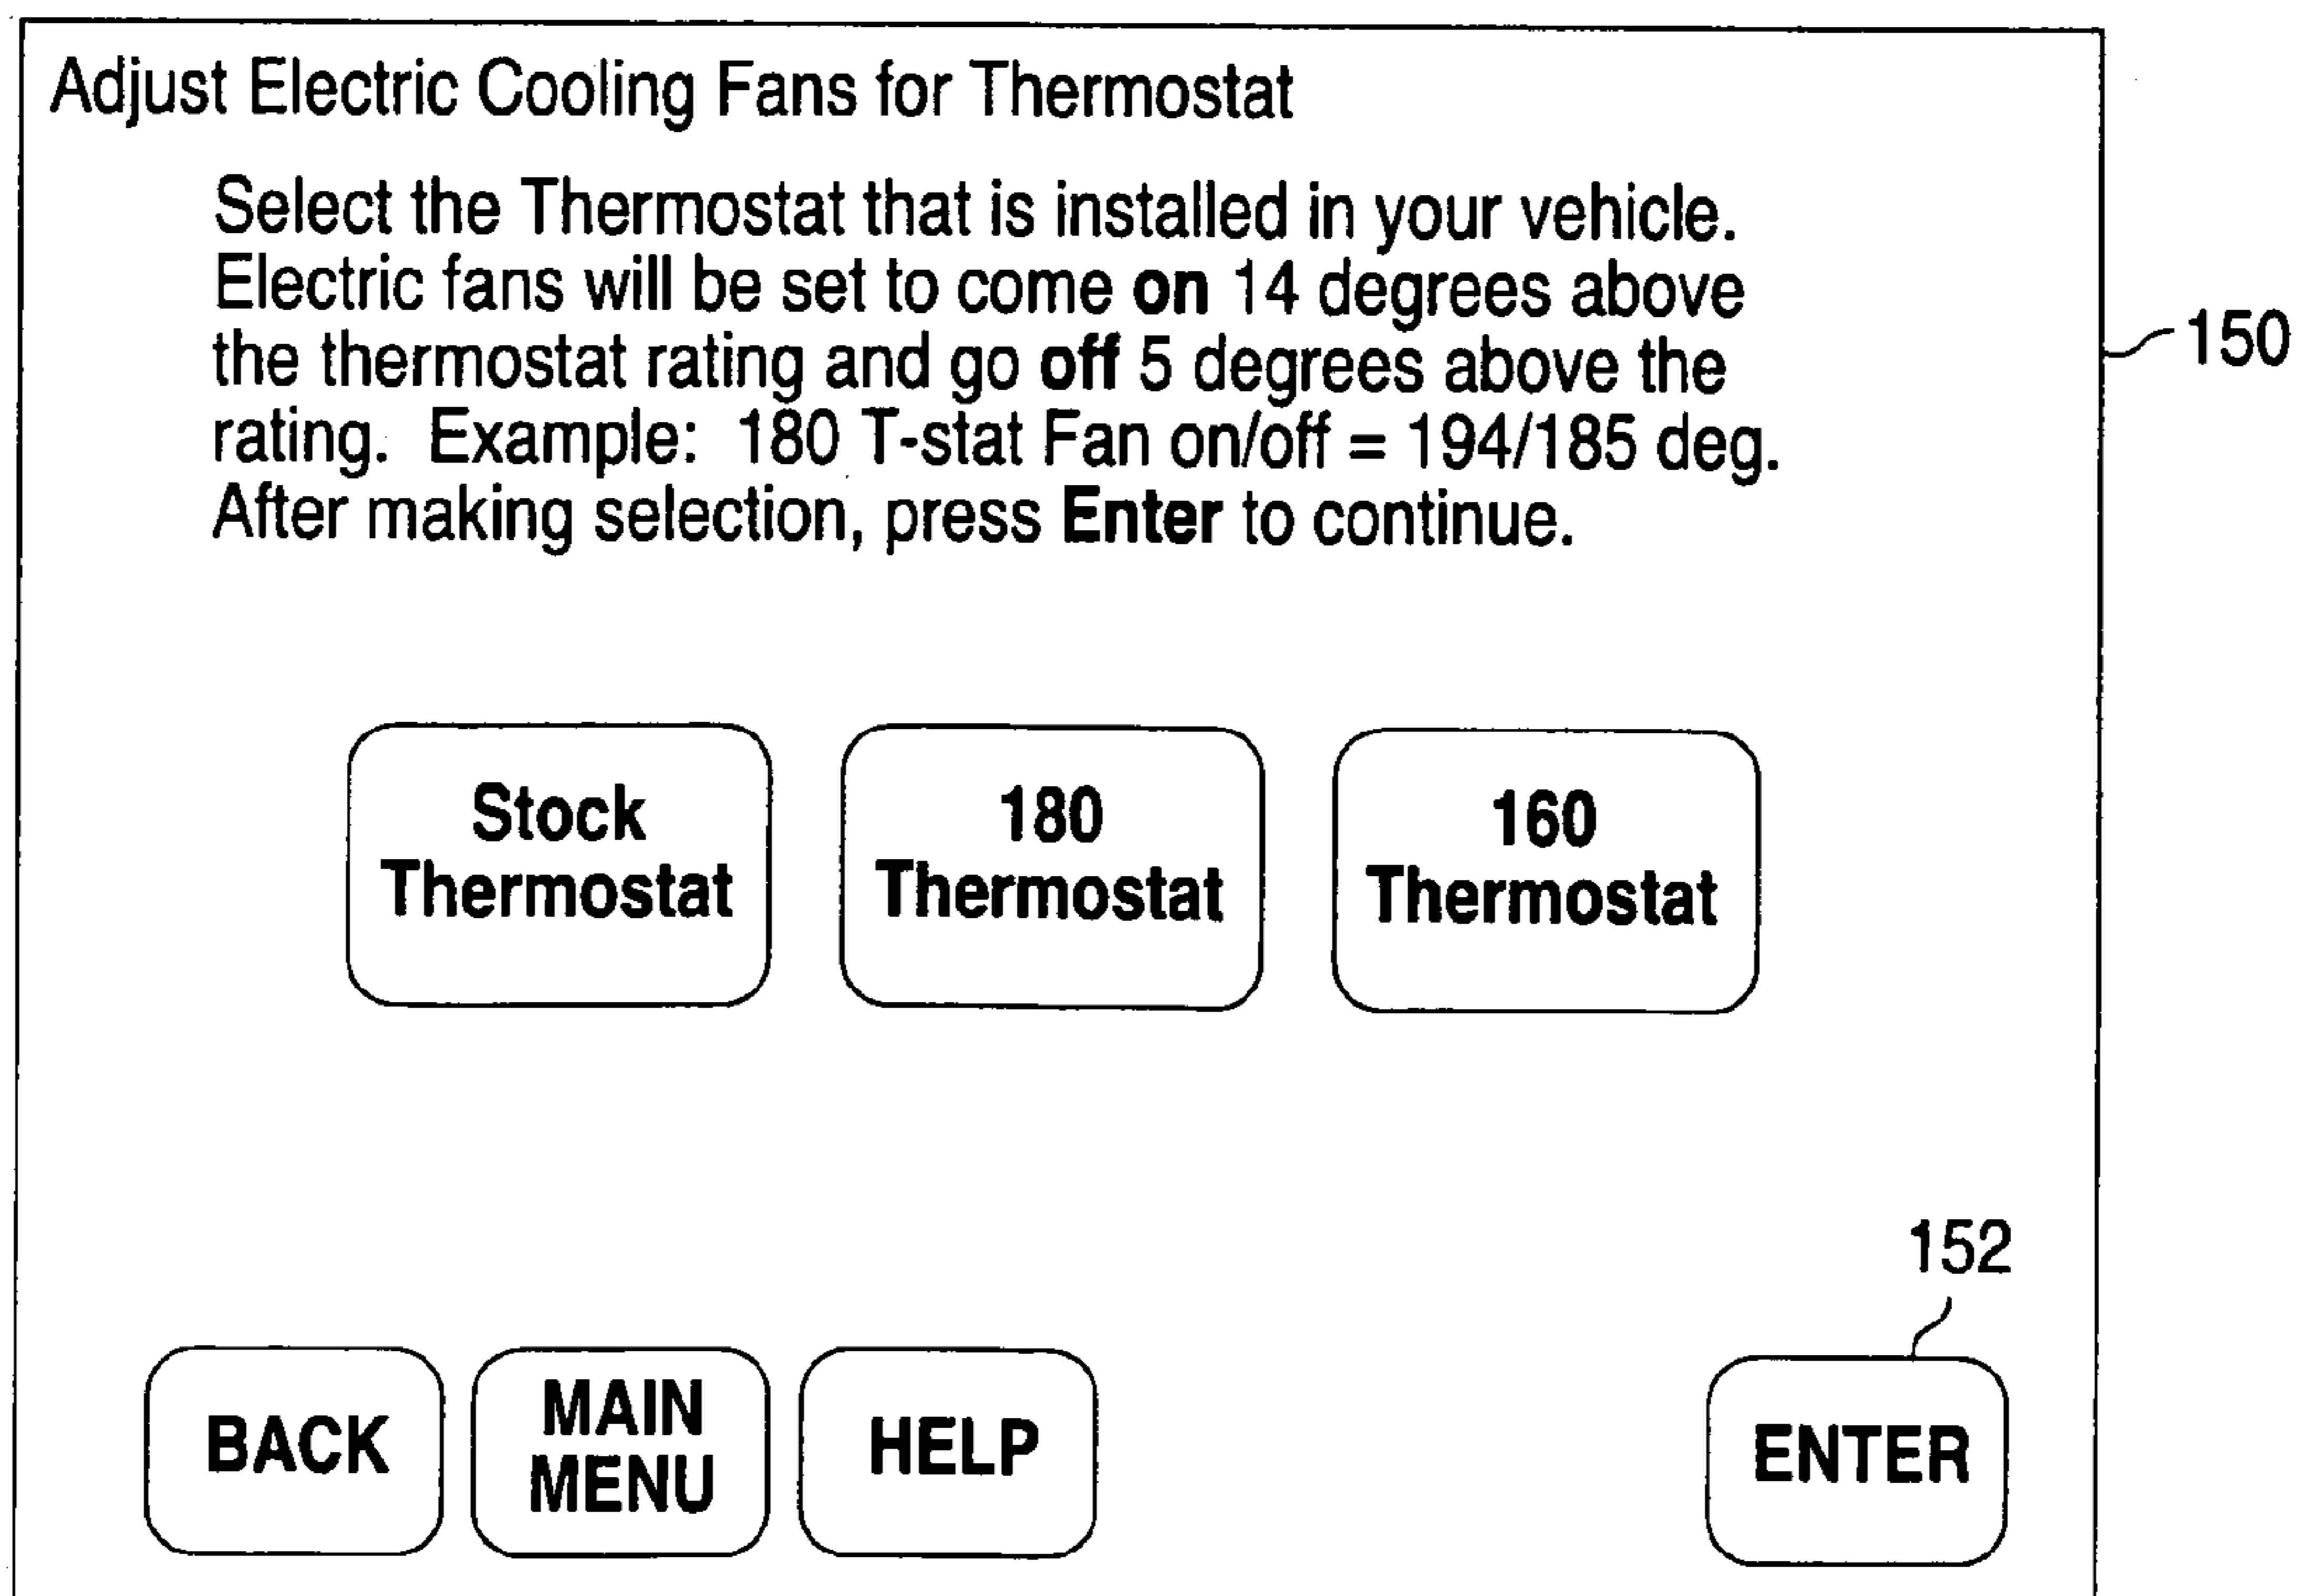 Adjust Electric Cooling Fans for Thermostat
Select the Thermostat that is installed in your vehicle.
Electric fans will be set to come on 14 degrees above
the thermostat rating and go off 5 degrees above the
rating. Example: 180 T-stat Fan on/off = 194/185 deg.
After making selection, press Enter to continue.
150
Stock
Thermostat
180
Thermostat
160
Thermostat
152
BACK
MAIN
MENU
HELP
ENTER